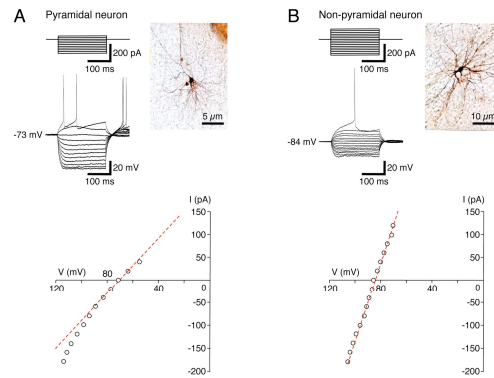 A Pyramidal neuron
200 pA
100 ms
5 µm
-73 mV
20 mV
100 ms
I (pA)
150
100
50
V (mV) 80
120 40 0
-50
-100
-150
-200
B Non-pyramidal neuron
200 pA
100 ms
10 µm
-84 mV
20 mV
100 ms
I (pA)
150
100
50
V (mV) 80
120 40 0
-50
-100
-150
-200